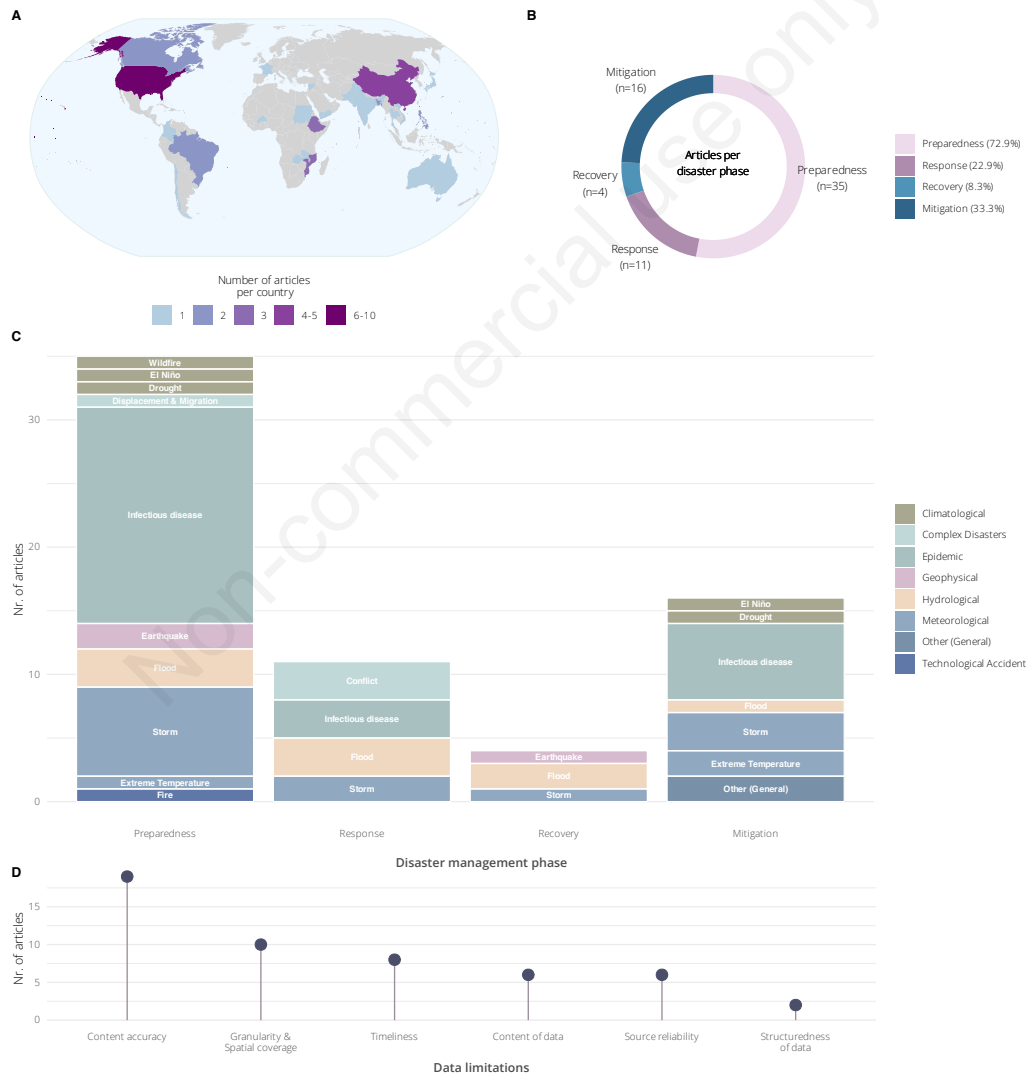 A
Number of articles
per country
1
2
3
4-5
6-10
B
Mitigation
(n=16)
Recovery
(n=4)
Response
(n=11)
Preparedness
(n=35)
Articles per
disaster phase
Preparedness (72.9%)
Response (22.9%)
Recovery (8.3%)
Mitigation (33.3%)
C
Nr. of articles
30
20
10
0
Wildfire
El Niño
Drought
Displacement & Migration
Infectious disease
Earthquake
Flood
Storm
Extreme Temperature
Fire
Conflict
Infectious disease
Flood
Storm
Earthquake
Flood
Storm
El Niño
Drought
Infectious disease
Flood
Storm
Extreme Temperature
Other (General)
Preparedness
Response
Recovery
Mitigation
Disaster management phase
Climatological
Complex Disasters
Epidemic
Geophysical
Hydrological
Meteorological
Other (General)
Technological Accident
D
Nr. of articles
15
10
5
0
Content accuracy
Granularity &
Spatial coverage
Timeliness
Content of data
Source reliability
Structuredness
of data
Data limitations
Non-commercial use only